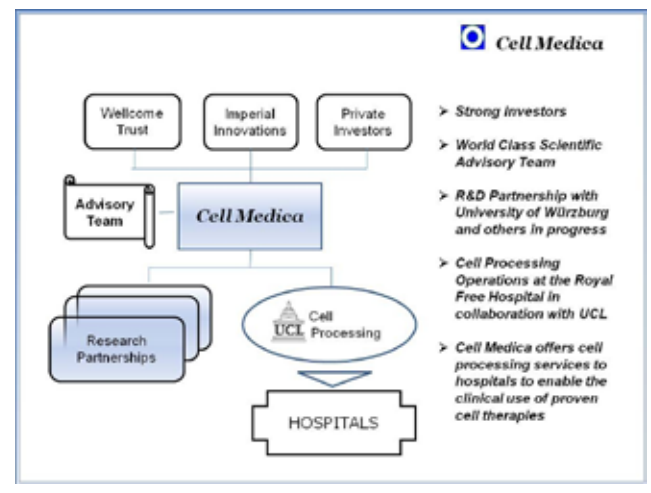 Cell Medica
Wellcome
Trust
Imperial
Innovations
Private
Investors
Advisory
Team
Cell Medica
Research
Partnerships
UCL
Cell
Processing
HOSPITALS
➤ Strong Investors
➤ World Class Scientific
Advisory Team
➤ R&D Partnership with
University of Würzburg
and others in progress
➤ Cell Processing
Operations at the Royal
Free Hospital in
collaboration with UCL
➤ Cell Medica offers cell
processing services to
hospitals to enable the
clinical use of proven
cell therapies